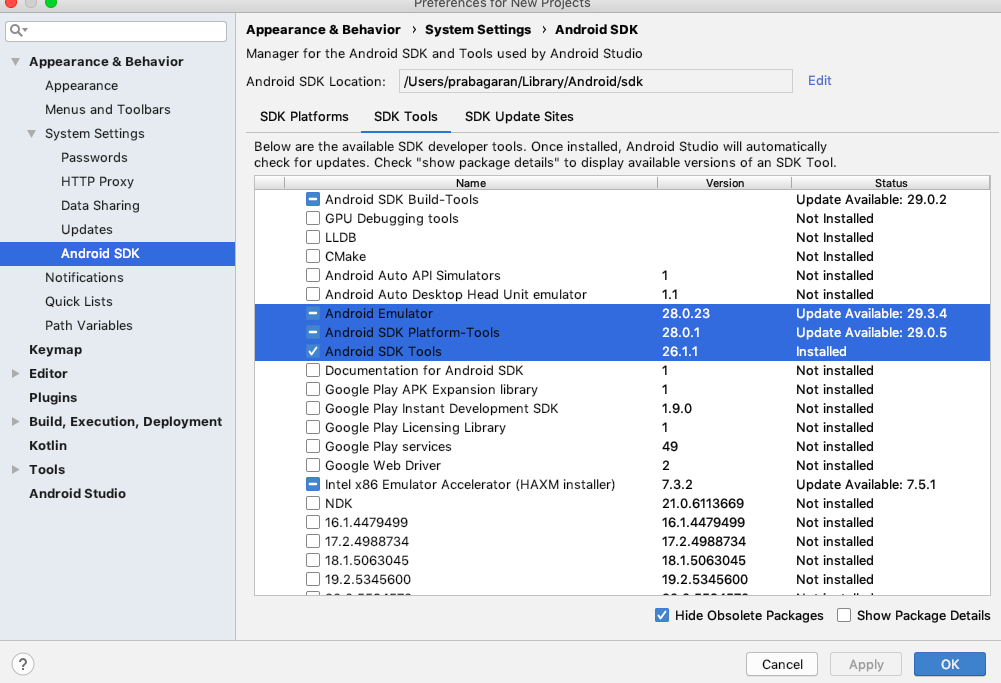 Preferences for New Projects
Appearance & Behavior
Appearance
Menus and Toolbars
System Settings
Passwords
HTTP Proxy
Data Sharing
Updates
Android SDK
Notifications
Quick Lists
Path Variables
Keymap
Editor
Plugins
Build, Execution, Deployment
Kotlin
Tools
Android Studio
Appearance & Behavior › System Settings › Android SDK
Manager for the Android SDK and Tools used by Android Studio
Android SDK Location: /Users/prabagaran/Library/Android/sdk Edit
SDK Platforms SDK Tools SDK Update Sites
Below are the available SDK developer tools. Once installed, Android Studio will automatically
check for updates. Check "show package details" to display available versions of an SDK Tool.
Name Version Status
Android SDK Build-Tools Update Available: 29.0.2
GPU Debugging tools Not Installed
LLDB Not Installed
CMake Not Installed
Android Auto API Simulators 1 Not installed
Android Auto Desktop Head Unit emulator 1.1 Not installed
Android Emulator 28.0.23 Update Available: 29.3.4
Android SDK Platform-Tools 28.0.1 Update Available: 29.0.5
Android SDK Tools 26.1.1 Installed
Documentation for Android SDK 1 Not installed
Google Play APK Expansion library 1 Not installed
Google Play Instant Development SDK 1.9.0 Not installed
Google Play Licensing Library 1 Not installed
Google Play services 49 Not installed
Google Web Driver 2 Not installed
Intel x86 Emulator Accelerator (HAXM installer) 7.3.2 Update Available: 7.5.1
NDK 21.0.6113669 Not installed
16.1.4479499 16.1.4479499 Not installed
17.2.4988734 17.2.4988734 Not installed
18.1.5063045 18.1.5063045 Not installed
19.2.5345600 19.2.5345600 Not installed
Hide Obsolete Packages Show Package Details
? Cancel Apply OK